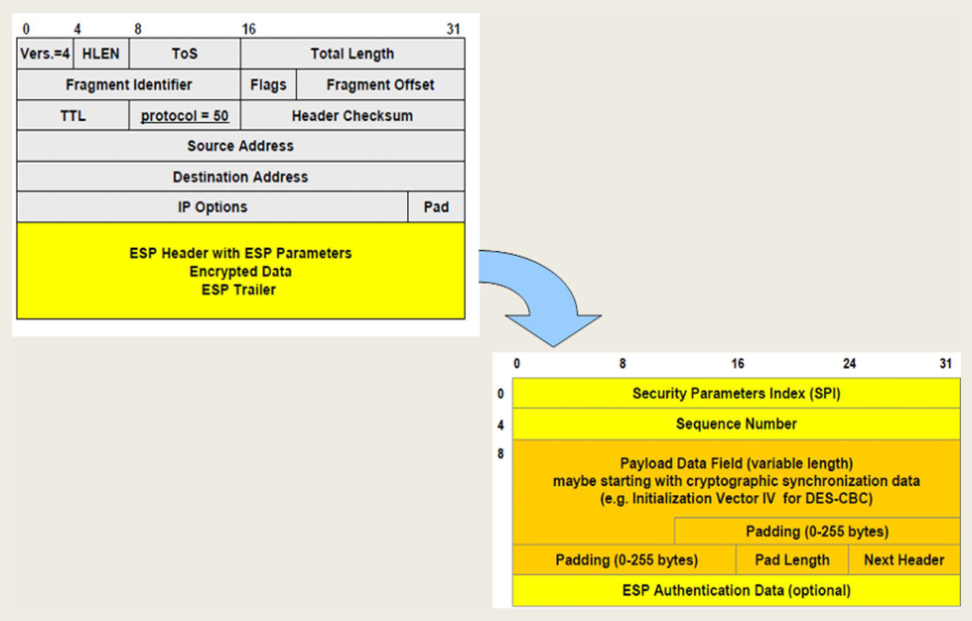 0 4 8 16 31
Vers.=4 HLEN ToS Total Length
Fragment Identifier Flags Fragment Offset
TTL protocol = 50 Header Checksum
Source Address
Destination Address
IP Options Pad
ESP Header with ESP Parameters
Encrypted Data
ESP Trailer
0 8 16 24 31
0 Security Parameters Index (SPI)
4 Sequence Number
8 Payload Data Field (variable length)
maybe starting with cryptographic synchronization data
(e.g. Initialization Vector IV for DES-CBC)
Padding (0-255 bytes)
Padding (0-255 bytes) Pad Length Next Header
ESP Authentication Data (optional)